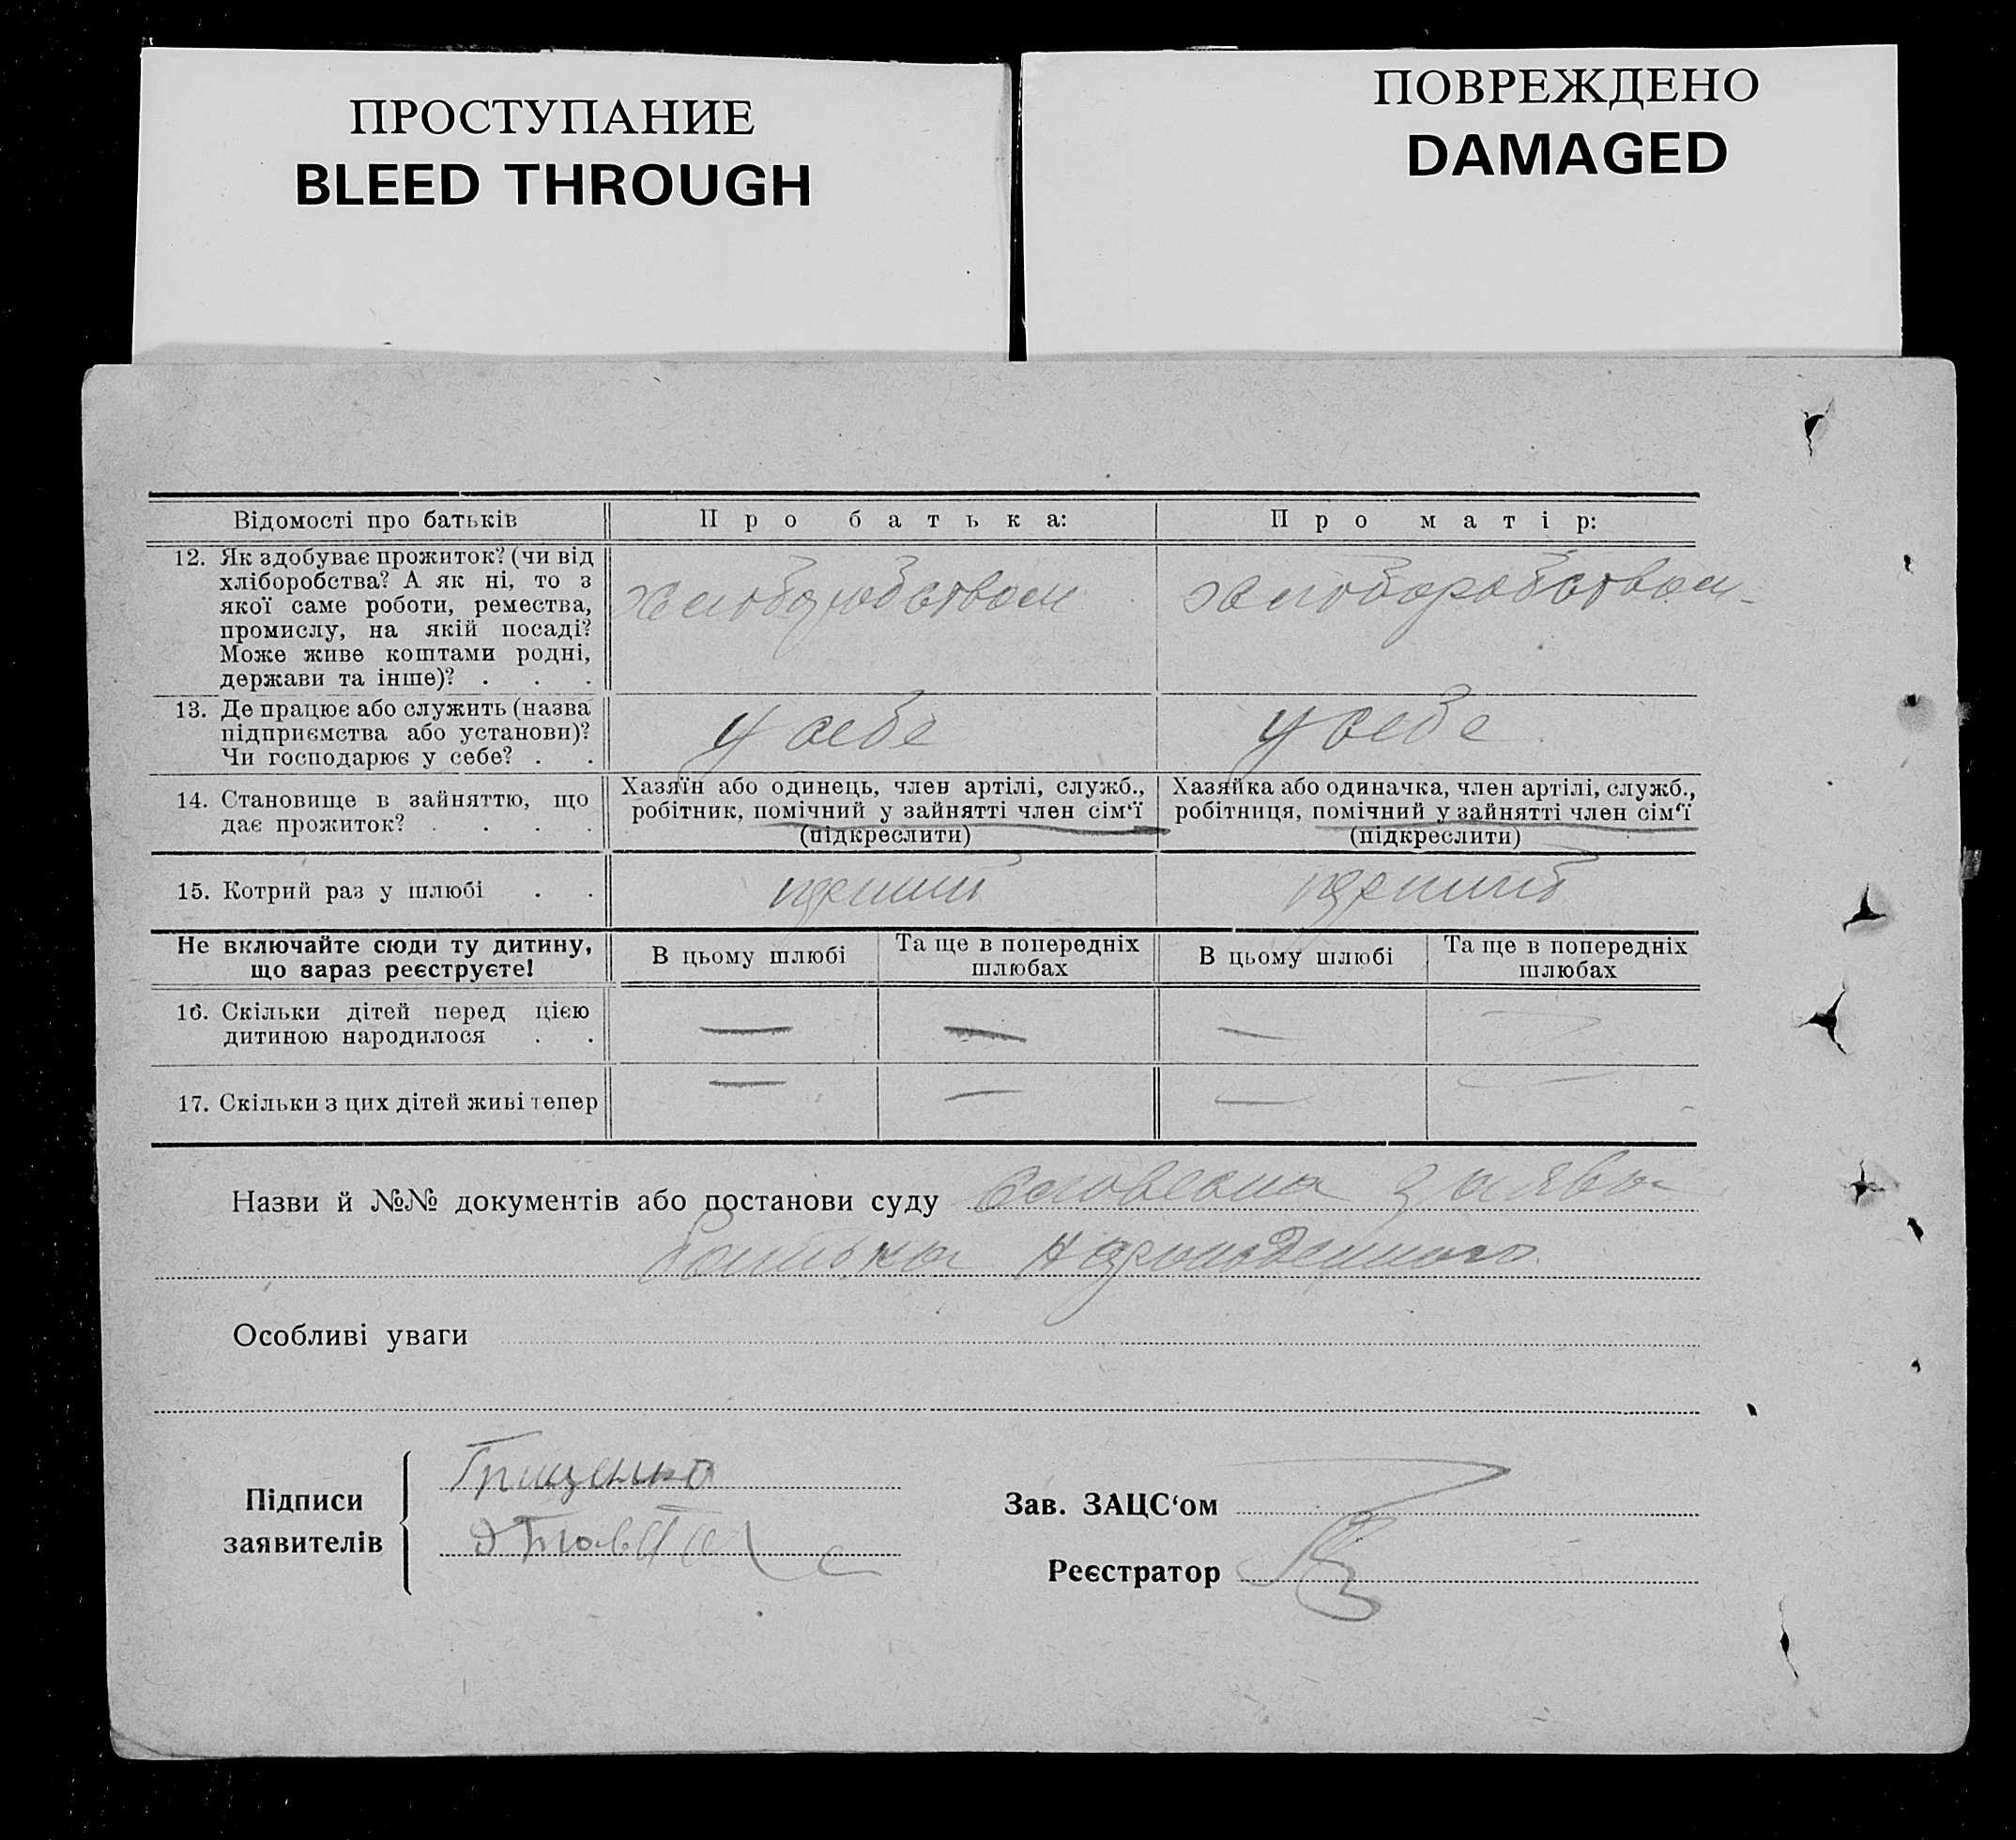 ПРОСТУПАНИЕ
BLEED THROUGH
ПОВРЕЖДЕНО
DAMAGED
Відомості про батьків
Про батька:
Про матір:
12. Як здобуває прожиток? (чи від
хліборобства? А як ні, то з
якої саме роботи, ремества,
промислу, на якій посаді?
Може живе коштами родні,
держави та інше)? . . .
хліборобством
хліборобством
13. Де працює або служить (назва
підприємства або установи)?
Чи господарює у себе? . .
у себе
у себе
14. Становище в зайняттю, що
дає прожиток? . . . .
Хазяїн або одинець, член артілі, служб.,
робітник, помічний у зайнятті член сім‘ї
(підкреслити)
Хазяйка або одиначка, член артілі, служб.,
робітниця, помічний у зайнятті член сім‘ї
(підкреслити)
15. Котрий раз у шлюбі . .
перший
перший
Не включайте сюди ту дитину,
що зараз реєструєте!
В цьому шлюбі
Та ще в попередніх
шлюбах
В цьому шлюбі
Та ще в попередніх
шлюбах
16. Скільки дітей перед цією
дитиною народилося . .
— — —
17. Скільки з цих дітей живі тепер
— — —
Назви й №№ документів або постанови суду словесна заява
батька
Особливі уваги
Підписи
заявителів
Грищенко
Зав. ЗАЦС‘ом
Реєстратор